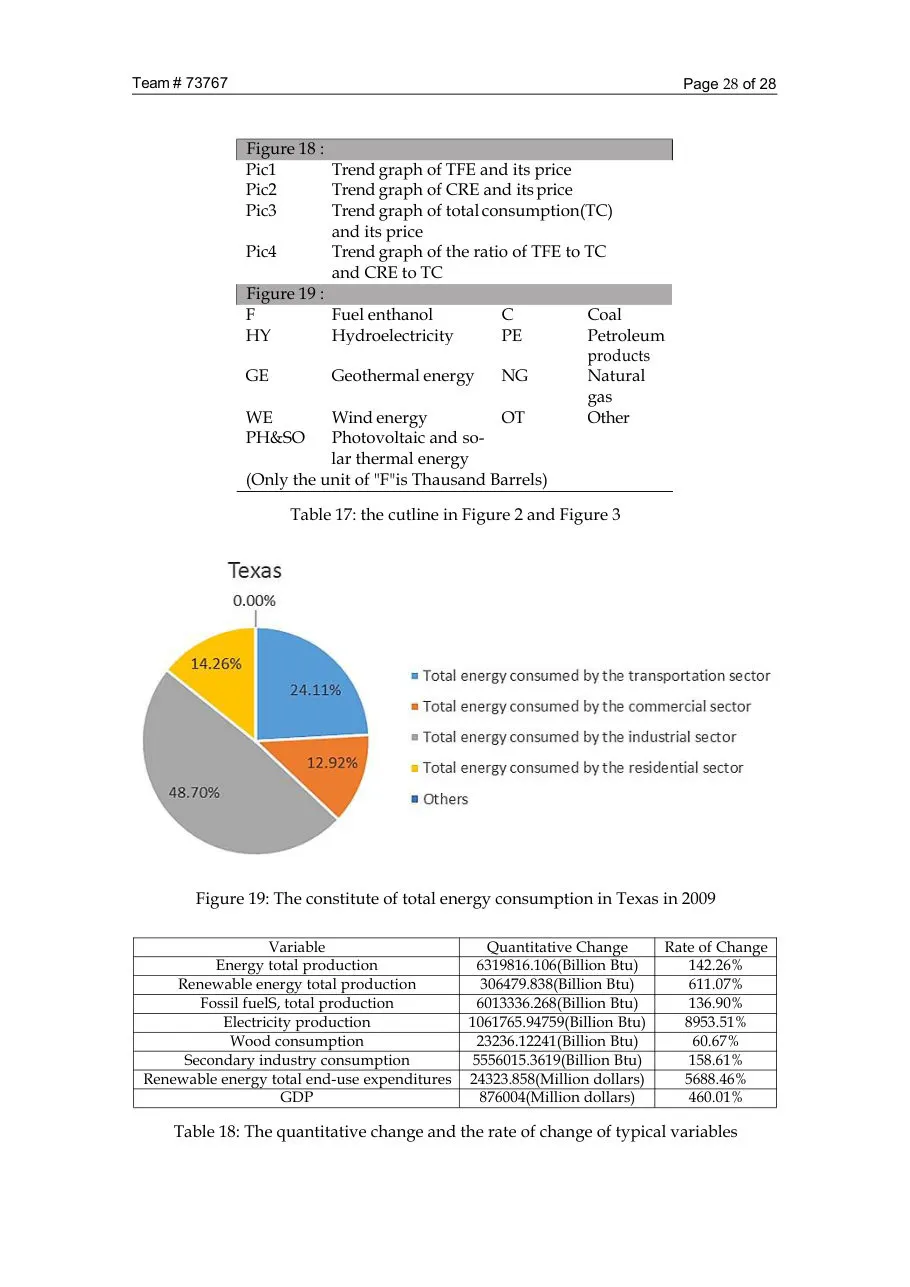 Team # 73767 Page 28 of 28
Figure 18 :
Pic1 Trend graph of TFE and its price
Pic2 Trend graph of CRE and its price
Pic3 Trend graph of total consumption(TC)
and its price
Pic4 Trend graph of the ratio of TFE to TC
and CRE to TC
Figure 19 :
F Fuel enthanol C Coal
HY Hydroelectricity PE Petroleum
products
GE Geothermal energy NG Natural
gas
WE Wind energy OT Other
PH&SO Photovoltaic and so-
lar thermal energy
(Only the unit of "F"is Thausand Barrels)
Table 17: the cutline in Figure 2 and Figure 3
Texas
0.00%
14.26%
24.11%
12.92%
48.70%
Total energy consumed by the transportation sector
Total energy consumed by the commercial sector
Total energy consumed by the industrial sector
Total energy consumed by the residential sector
Others
Figure 19: The constitute of total energy consumption in Texas in 2009
Variable Quantitative Change Rate of Change
Energy total production 6319816.106(Billion Btu) 142.26%
Renewable energy total production 306479.838(Billion Btu) 611.07%
Fossil fuelS, total production 6013336.268(Billion Btu) 136.90%
Electricity production 1061765.94759(Billion Btu) 8953.51%
Wood consumption 23236.12241(Billion Btu) 60.67%
Secondary industry consumption 5556015.3619(Billion Btu) 158.61%
Renewable energy total end-use expenditures 24323.858(Million dollars) 5688.46%
GDP 876004(Million dollars) 460.01%
Table 18: The quantitative change and the rate of change of typical variables